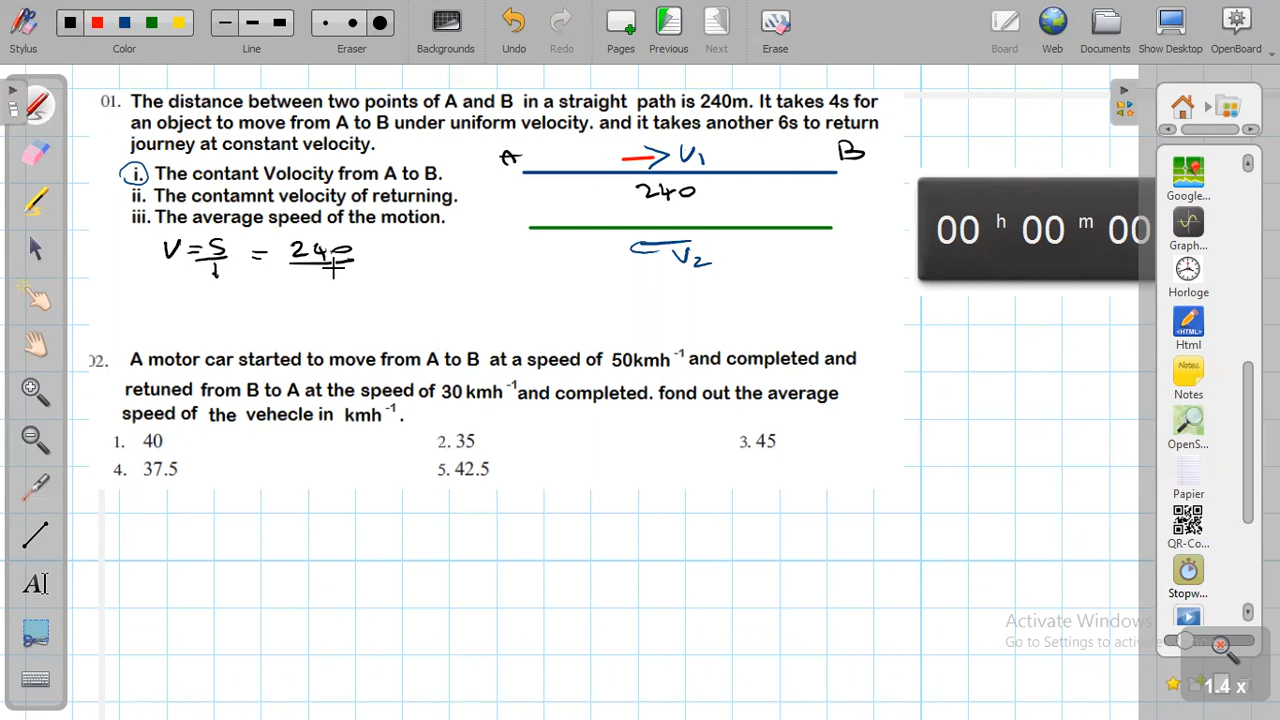 Stylus Color Line Eraser Backgrounds Undo Redo Pages Previous Next Erase Board Web Documents Show Desktop OpenBoard
01. The distance between two points of A and B in a straight path is 240m. It takes 4s for
an object to move from A to B under uniform velocity. and it takes another 6s to return
journey at constant velocity.
A V1 B
i. The contant Volocity from A to B.
ii. The contamnt velocity of returning.
240
iii. The average speed of the motion.
V = S/t = 240
V2
00 h 00 m 00
02. A motor car started to move from A to B at a speed of 50kmh -1 and completed and
retuned from B to A at the speed of 30 kmh -1 and completed. fond out the average
speed of the vehecle in kmh -1.
1. 40 2. 35 3. 45
4. 37.5 5. 42.5
Google...
Graph...
Horloge
Html
Notes
OpenS...
Papier
QR-Co...
Stopw...
Activate Windows
Go to Settings to activate
1.4 x